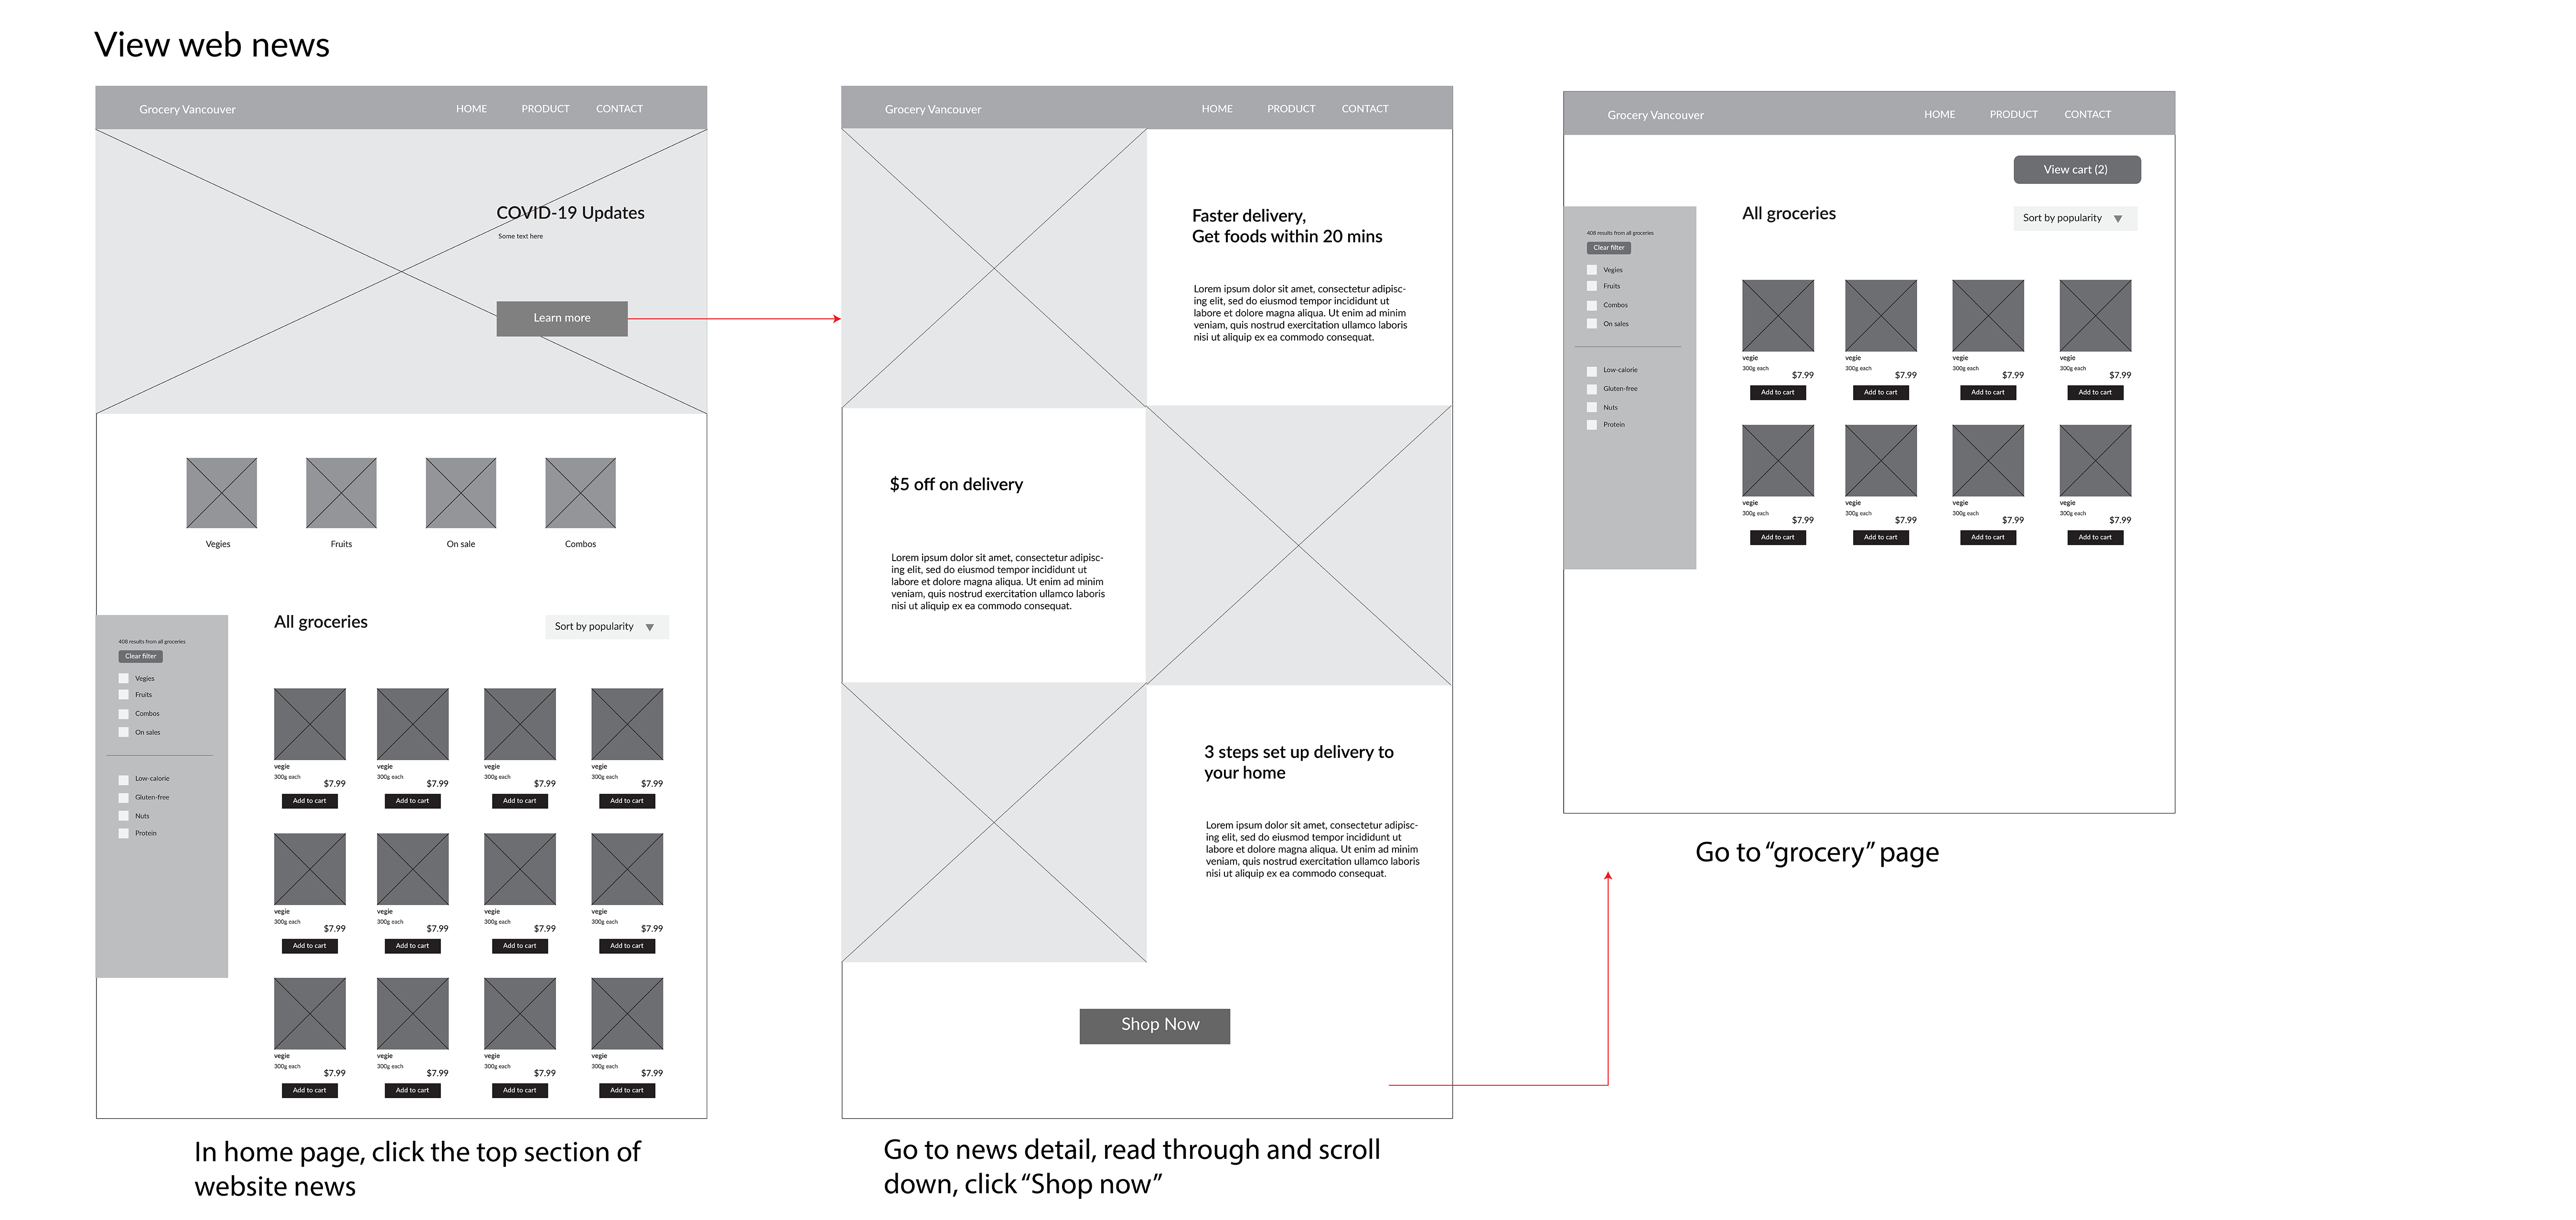 View web news
Grocery Vancouver HOME PRODUCT CONTACT
COVID-19 Updates
Some text here
Learn more
Vegies Fruits On sale Combos
408 results from all groceries
Clear filter
Vegies
Fruits
Combos
On sales
Low-calorie
Gluten-free
Nuts
Protein
All groceries
Sort by popularity
vegie vegie vegie vegie
300g each 300g each 300g each 300g each
$7.99 $7.99 $7.99 $7.99
Add to cart Add to cart Add to cart Add to cart
vegie vegie vegie vegie
300g each 300g each 300g each 300g each
$7.99 $7.99 $7.99 $7.99
Add to cart Add to cart Add to cart Add to cart
vegie vegie vegie vegie
300g each 300g each 300g each 300g each
$7.99 $7.99 $7.99 $7.99
Add to cart Add to cart Add to cart Add to cart
In home page, click the top section of
website news
Grocery Vancouver HOME PRODUCT CONTACT
Faster delivery,
Get foods within 20 mins
Lorem ipsum dolor sit amet, consectetur adipisc-
ing elit, sed do eiusmod tempor incididunt ut
labore et dolore magna aliqua. Ut enim ad minim
veniam, quis nostrud exercitation ullamco laboris
nisi ut aliquip ex ea commodo consequat.
$5 off on delivery
Lorem ipsum dolor sit amet, consectetur adipisc-
ing elit, sed do eiusmod tempor incididunt ut
labore et dolore magna aliqua. Ut enim ad minim
veniam, quis nostrud exercitation ullamco laboris
nisi ut aliquip ex ea commodo consequat.
3 steps set up delivery to
your home
Lorem ipsum dolor sit amet, consectetur adipisc-
ing elit, sed do eiusmod tempor incididunt ut
labore et dolore magna aliqua. Ut enim ad minim
veniam, quis nostrud exercitation ullamco laboris
nisi ut aliquip ex ea commodo consequat.
Shop Now
Go to news detail, read through and scroll
down, click “Shop now”
Grocery Vancouver HOME PRODUCT CONTACT
View cart (2)
408 results from all groceries
Clear filter
Vegies
Fruits
Combos
On sales
Low-calorie
Gluten-free
Nuts
Protein
All groceries
Sort by popularity
vegie vegie vegie vegie
300g each 300g each 300g each 300g each
$7.99 $7.99 $7.99 $7.99
Add to cart Add to cart Add to cart Add to cart
vegie vegie vegie vegie
300g each 300g each 300g each 300g each
$7.99 $7.99 $7.99 $7.99
Add to cart Add to cart Add to cart Add to cart
Go to “grocery” page